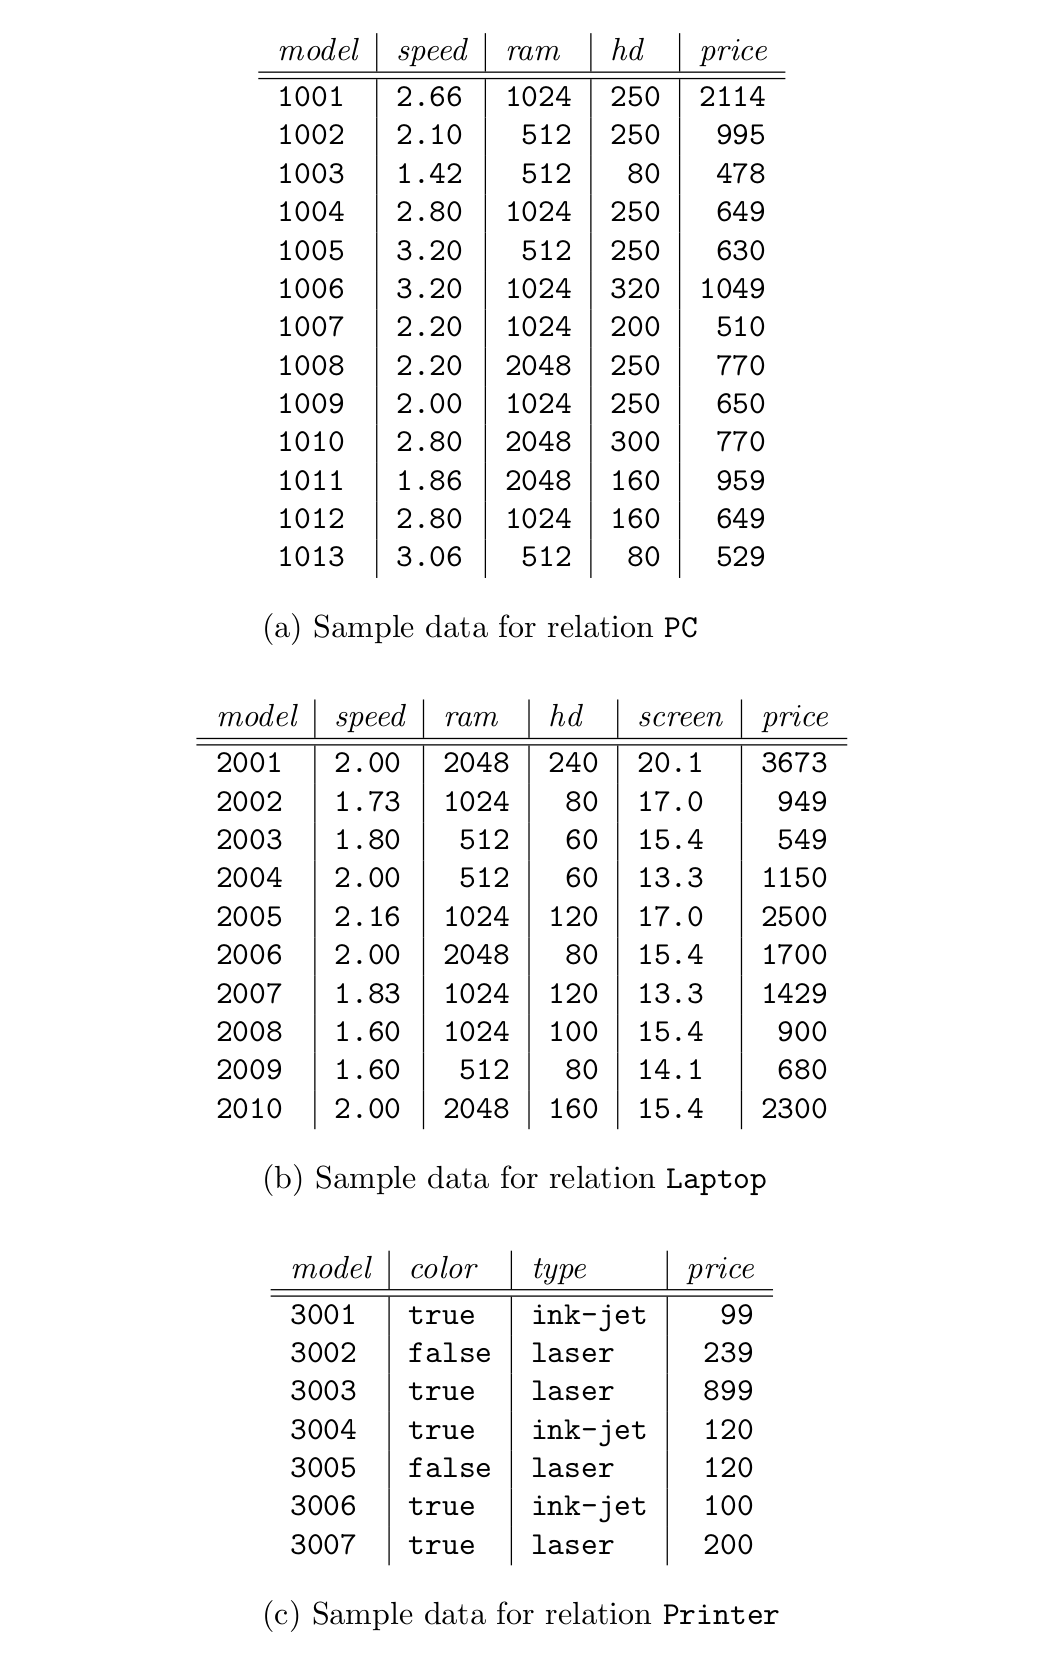 model speed ram hd price
1001 2.66 1024 250 2114
1002 2.10 512 250 995
1003 1.42 512 80 478
1004 2.80 1024 250 649
1005 3.20 512 250 630
1006 3.20 1024 320 1049
1007 2.20 1024 200 510
1008 2.20 2048 250 770
1009 2.00 1024 250 650
1010 2.80 2048 300 770
1011 1.86 2048 160 959
1012 2.80 1024 160 649
1013 3.06 512 80 529
(a) Sample data for relation PC
model speed ram hd screen price
2001 2.00 2048 240 20.1 3673
2002 1.73 1024 80 17.0 949
2003 1.80 512 60 15.4 549
2004 2.00 512 60 13.3 1150
2005 2.16 1024 120 17.0 2500
2006 2.00 2048 80 15.4 1700
2007 1.83 1024 120 13.3 1429
2008 1.60 1024 100 15.4 900
2009 1.60 512 80 14.1 680
2010 2.00 2048 160 15.4 2300
(b) Sample data for relation Laptop
model color type price
3001 true ink-jet 99
3002 false laser 239
3003 true laser 899
3004 true ink-jet 120
3005 false laser 120
3006 true ink-jet 100
3007 true laser 200
(c) Sample data for relation Printer